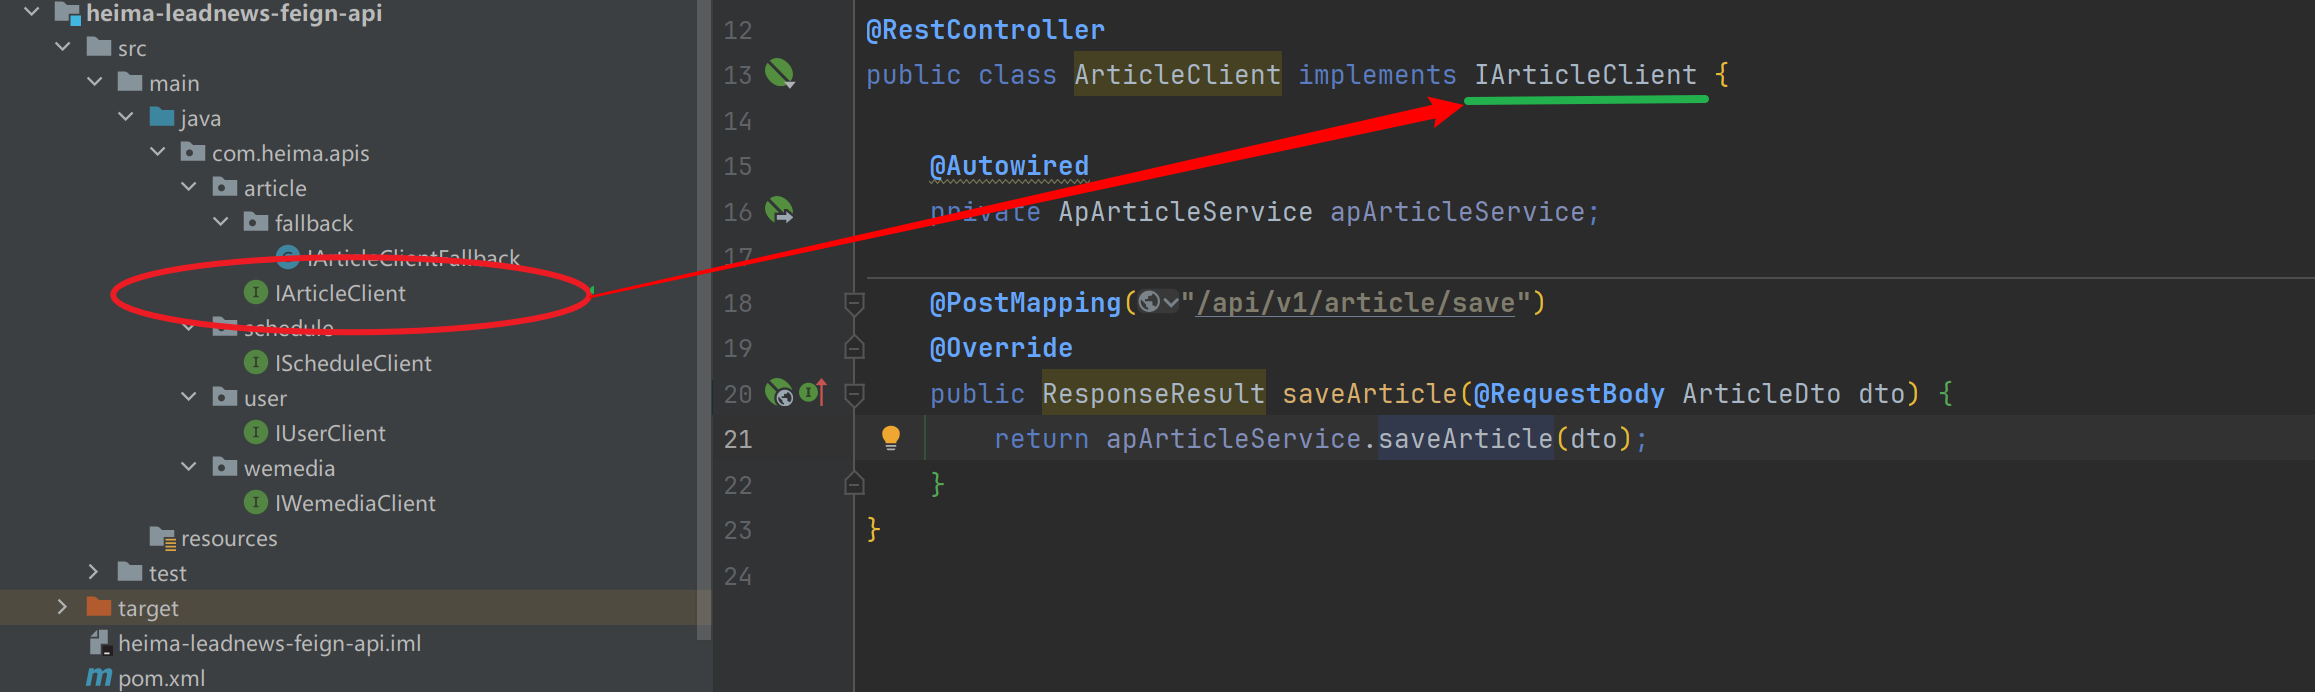 heima-leadnews-feign-api
src
main
java
com.heima.apis
article
fallback
IArticleClientFallback
IArticleClient
schedule
IScheduleClient
user
IUserClient
wemedia
IWemediaClient
resources
test
target
heima-leadnews-feign-api.iml
pom.xml
12 @RestController
13 public class ArticleClient implements IArticleClient {
14
15 @Autowired
16 private ApArticleService apArticleService;
17
18 @PostMapping("/api/v1/article/save")
19 @Override
20 public ResponseResult saveArticle(@RequestBody ArticleDto dto) {
21 return apArticleService.saveArticle(dto);
22 }
23 }
24